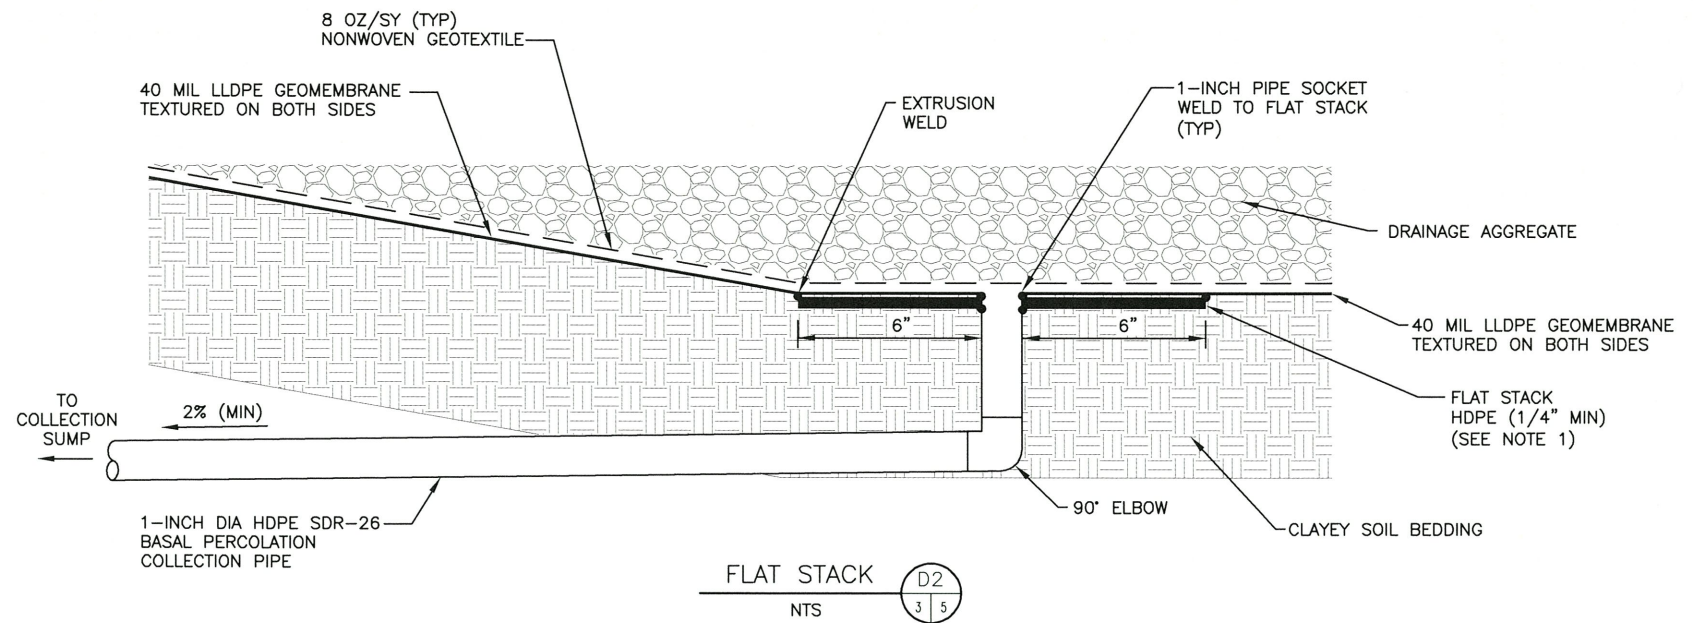 8 OZ/SY (TYP)
NONWOVEN GEOTEXTILE
40 MIL LLDPE GEOMEMBRANE
TEXTURED ON BOTH SIDES
EXTRUSION
WELD
1-INCH PIPE SOCKET
WELD TO FLAT STACK
(TYP)
DRAINAGE AGGREGATE
6"
6"
40 MIL LLDPE GEOMEMBRANE
TEXTURED ON BOTH SIDES
FLAT STACK
HDPE (1/4" MIN)
(SEE NOTE 1)
TO
COLLECTION
SUMP
2% (MIN)
90° ELBOW
CLAYEY SOIL BEDDING
1-INCH DIA HDPE SDR-26
BASAL PERCOLATION
COLLECTION PIPE
FLAT STACK
NTS
D2
3 5